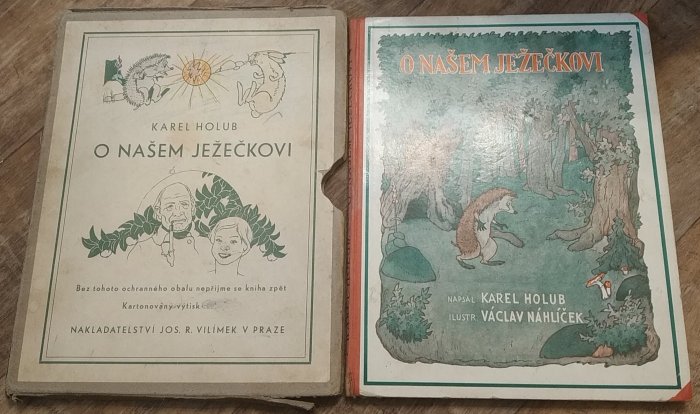 KAREL HOLUB
O NAŠEM JEŽEČKOVI
Bez tohoto ochranného obalu nepřijme se kniha zpět
Kartonovaný výtisk
NAKLADATELSTVÍ JOS. R. VILÍMEK V PRAZE
O NAŠEM JEŽEČKOVI
NAPSAL KAREL HOLUB
ILUSTR. VÁCLAV NÁHLÍČEK